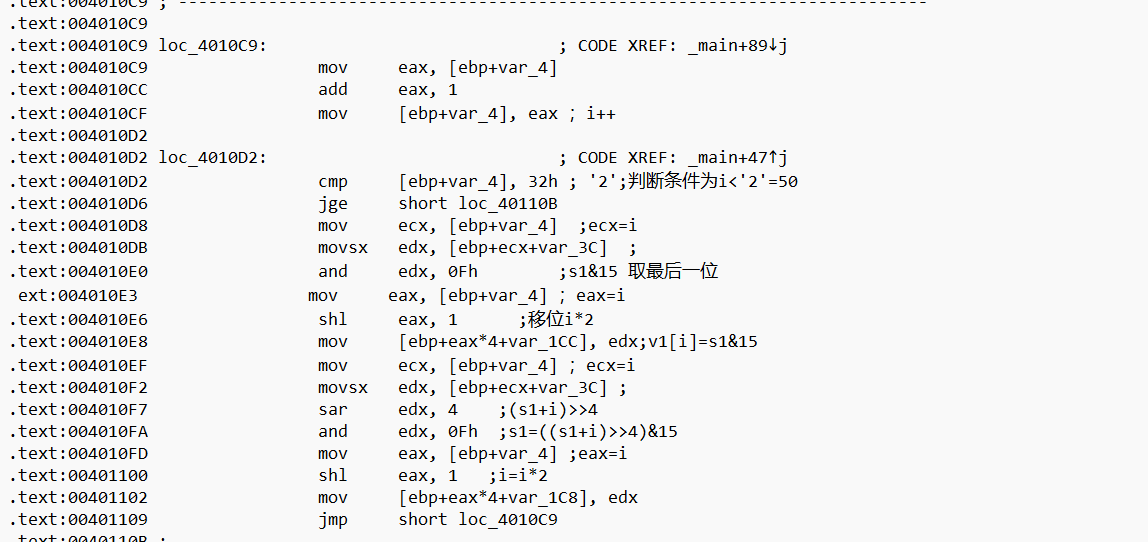 .text:004010C9 ; ---------------------------------------------------------------------------
.text:004010C9
.text:004010C9 loc_4010C9:                             ; CODE XREF: _main+89↓j
.text:004010C9                 mov     eax, [ebp+var_4]
.text:004010CC                 add     eax, 1
.text:004010CF                 mov     [ebp+var_4], eax ; i++
.text:004010D2
.text:004010D2 loc_4010D2:                             ; CODE XREF: _main+47↑j
.text:004010D2                 cmp     [ebp+var_4], 32h ; '2';判断条件为i<'2'=50
.text:004010D6                 jge     short loc_40110B
.text:004010D8                 mov     ecx, [ebp+var_4]  ;ecx=i
.text:004010DB                 movsx   edx, [ebp+ecx+var_3C]  ;
.text:004010E0                 and     edx, 0Fh        ;s1&15 取最后一位
ext:004010E3                 mov     eax, [ebp+var_4] ; eax=i
.text:004010E6                 shl     eax, 1      ;移位i*2
.text:004010E8                 mov     [ebp+eax*4+var_1CC], edx;v1[i]=s1&15
.text:004010EF                 mov     ecx, [ebp+var_4] ; ecx=i
.text:004010F2                 movsx   edx, [ebp+ecx+var_3C] ;
.text:004010F7                 sar     edx, 4    ;(s1+i)>>4
.text:004010FA                 and     edx, 0Fh  ;s1=((s1+i)>>4)&15
.text:004010FD                 mov     eax, [ebp+var_4] ;eax=i
.text:00401100                 shl     eax, 1   ;i=i*2
.text:00401102                 mov     [ebp+eax*4+var_1C8], edx
.text:00401109                 jmp     short loc_4010C9
.text:0040110B ;